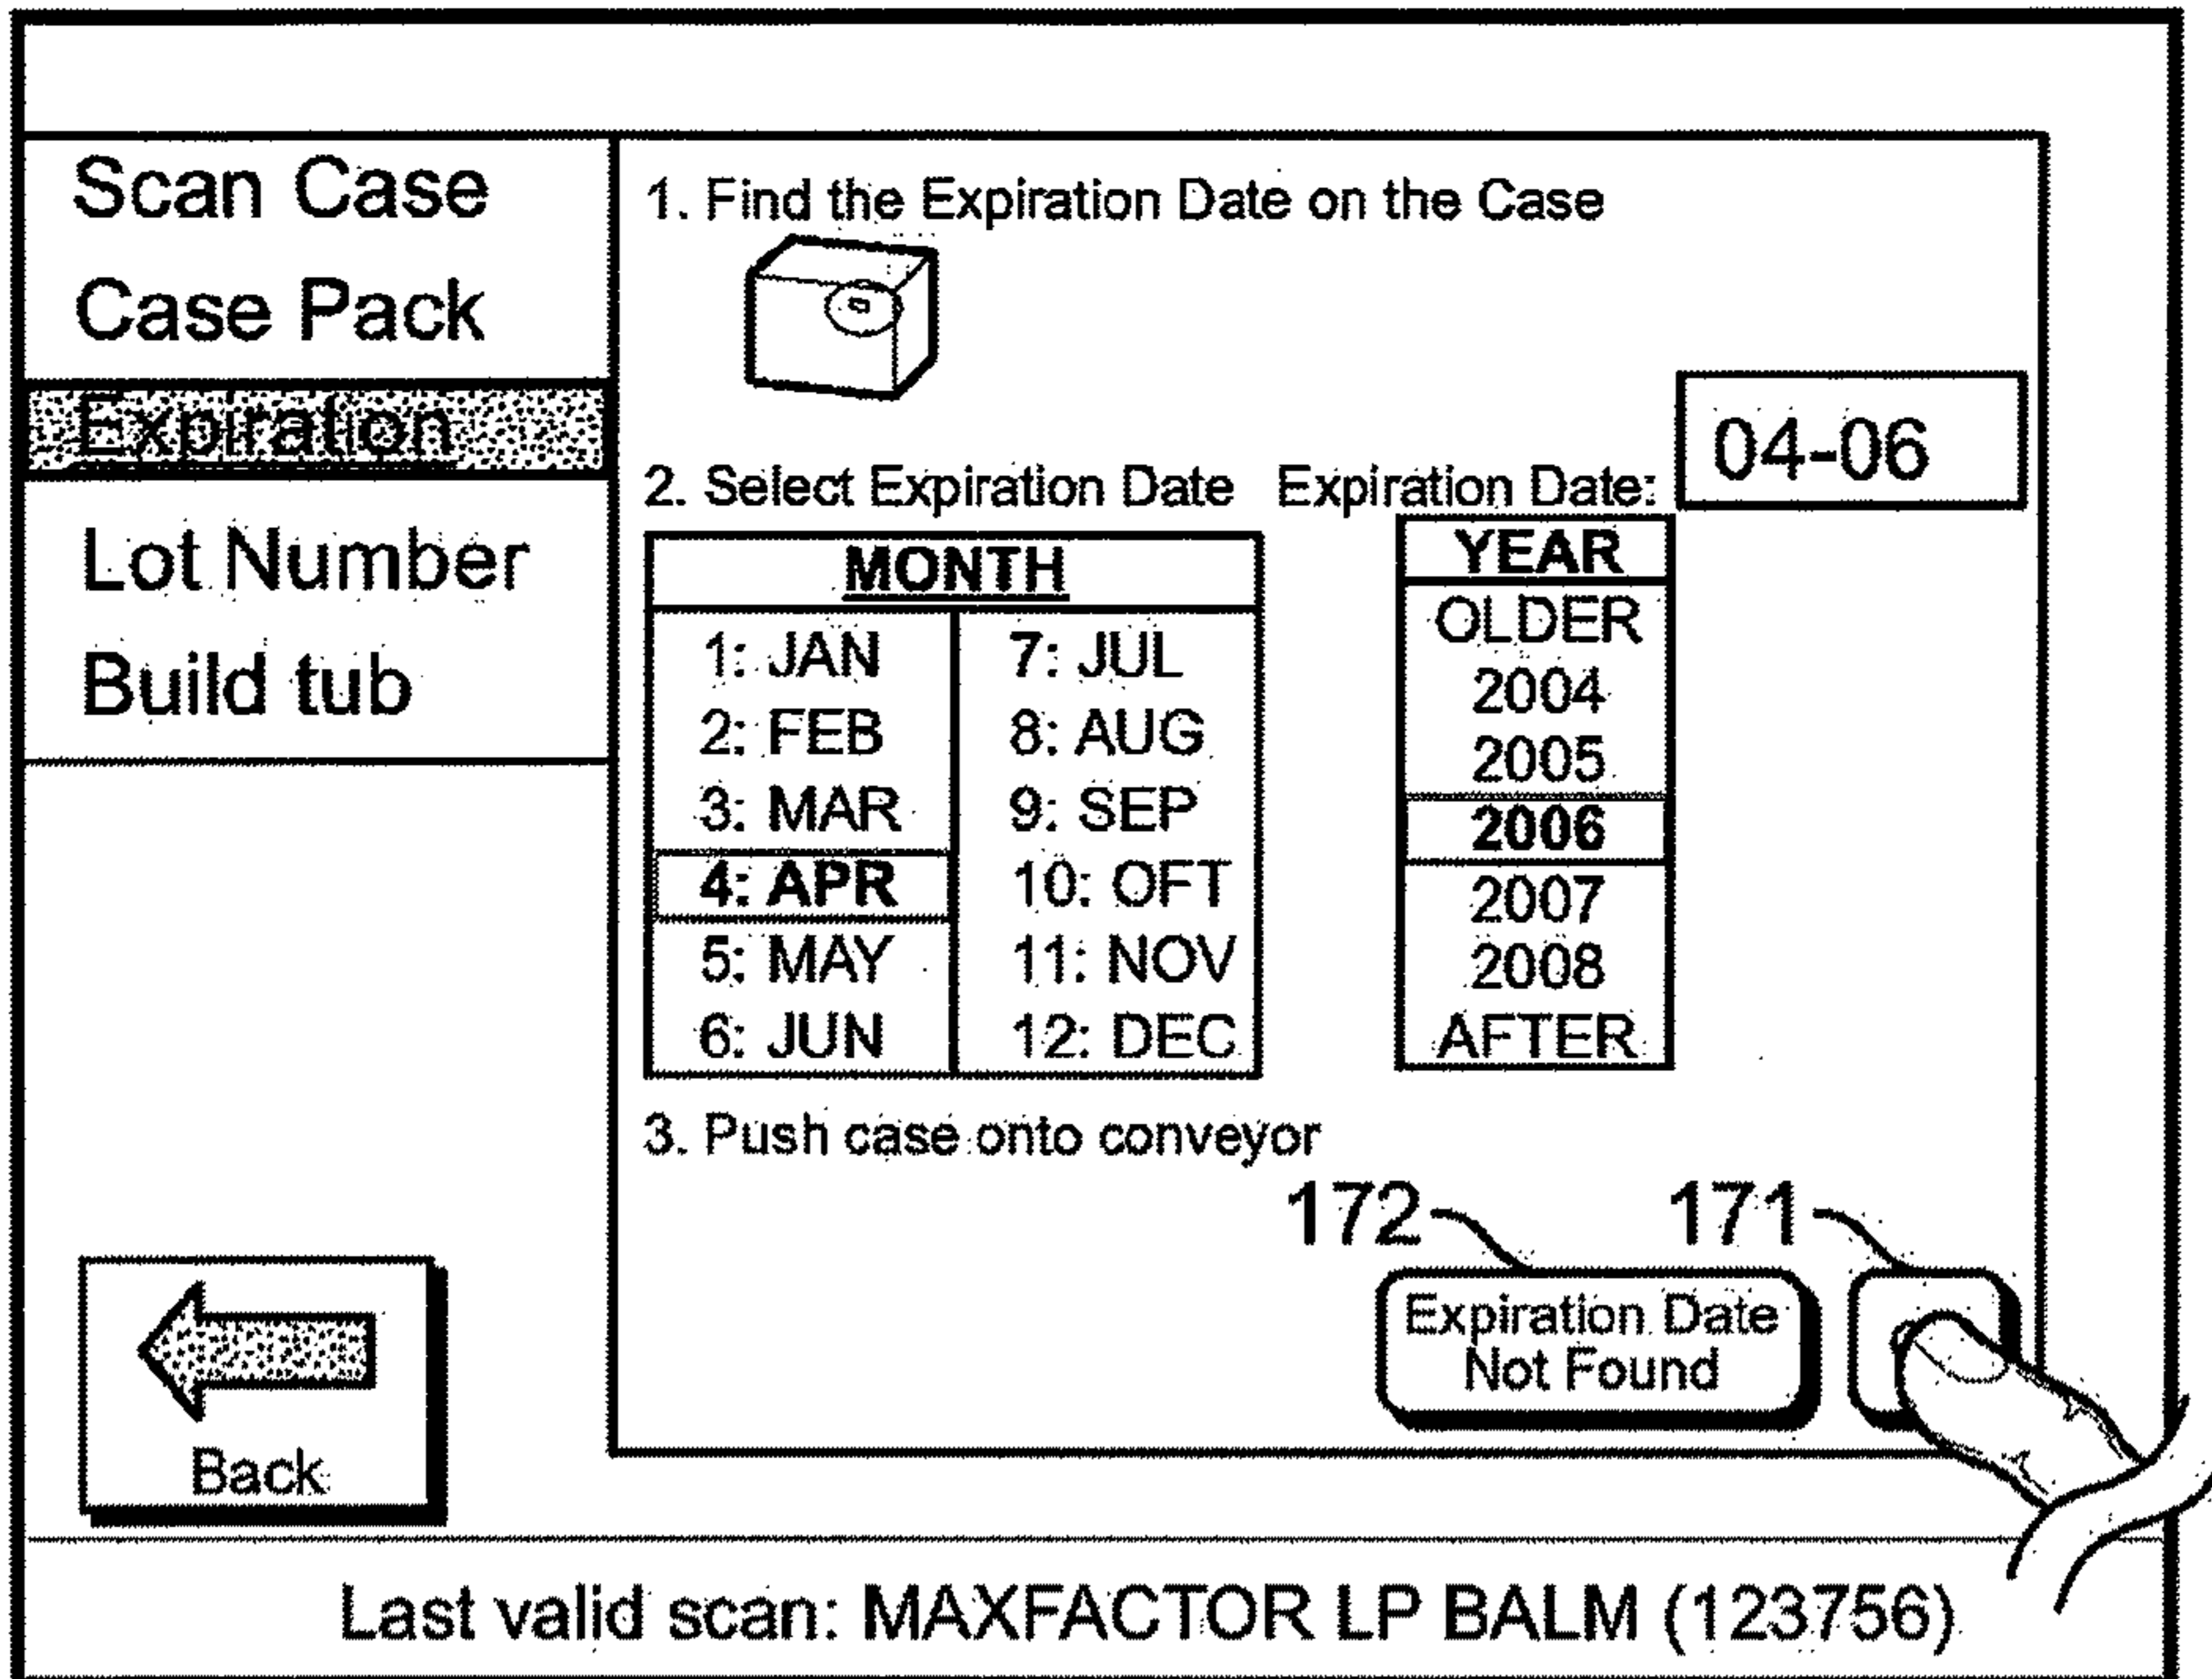 Scan Case
Case Pack
Expiration
Lot Number
Build tub
1. Find the Expiration Date on the Case
2. Select Expiration Date
Expiration Date: 04-06
MONTH
1: JAN
2: FEB
3: MAR
4: APR
5: MAY
6: JUN
7: JUL
8: AUG
9: SEP
10: OFT
11: NOV
12: DEC
YEAR
OLDER
2004
2005
2006
2007
2008
AFTER
3. Push case onto conveyor
172
171
Expiration Date
Not Found
Back
Last valid scan: MAXFACTOR LP BALM (123756)